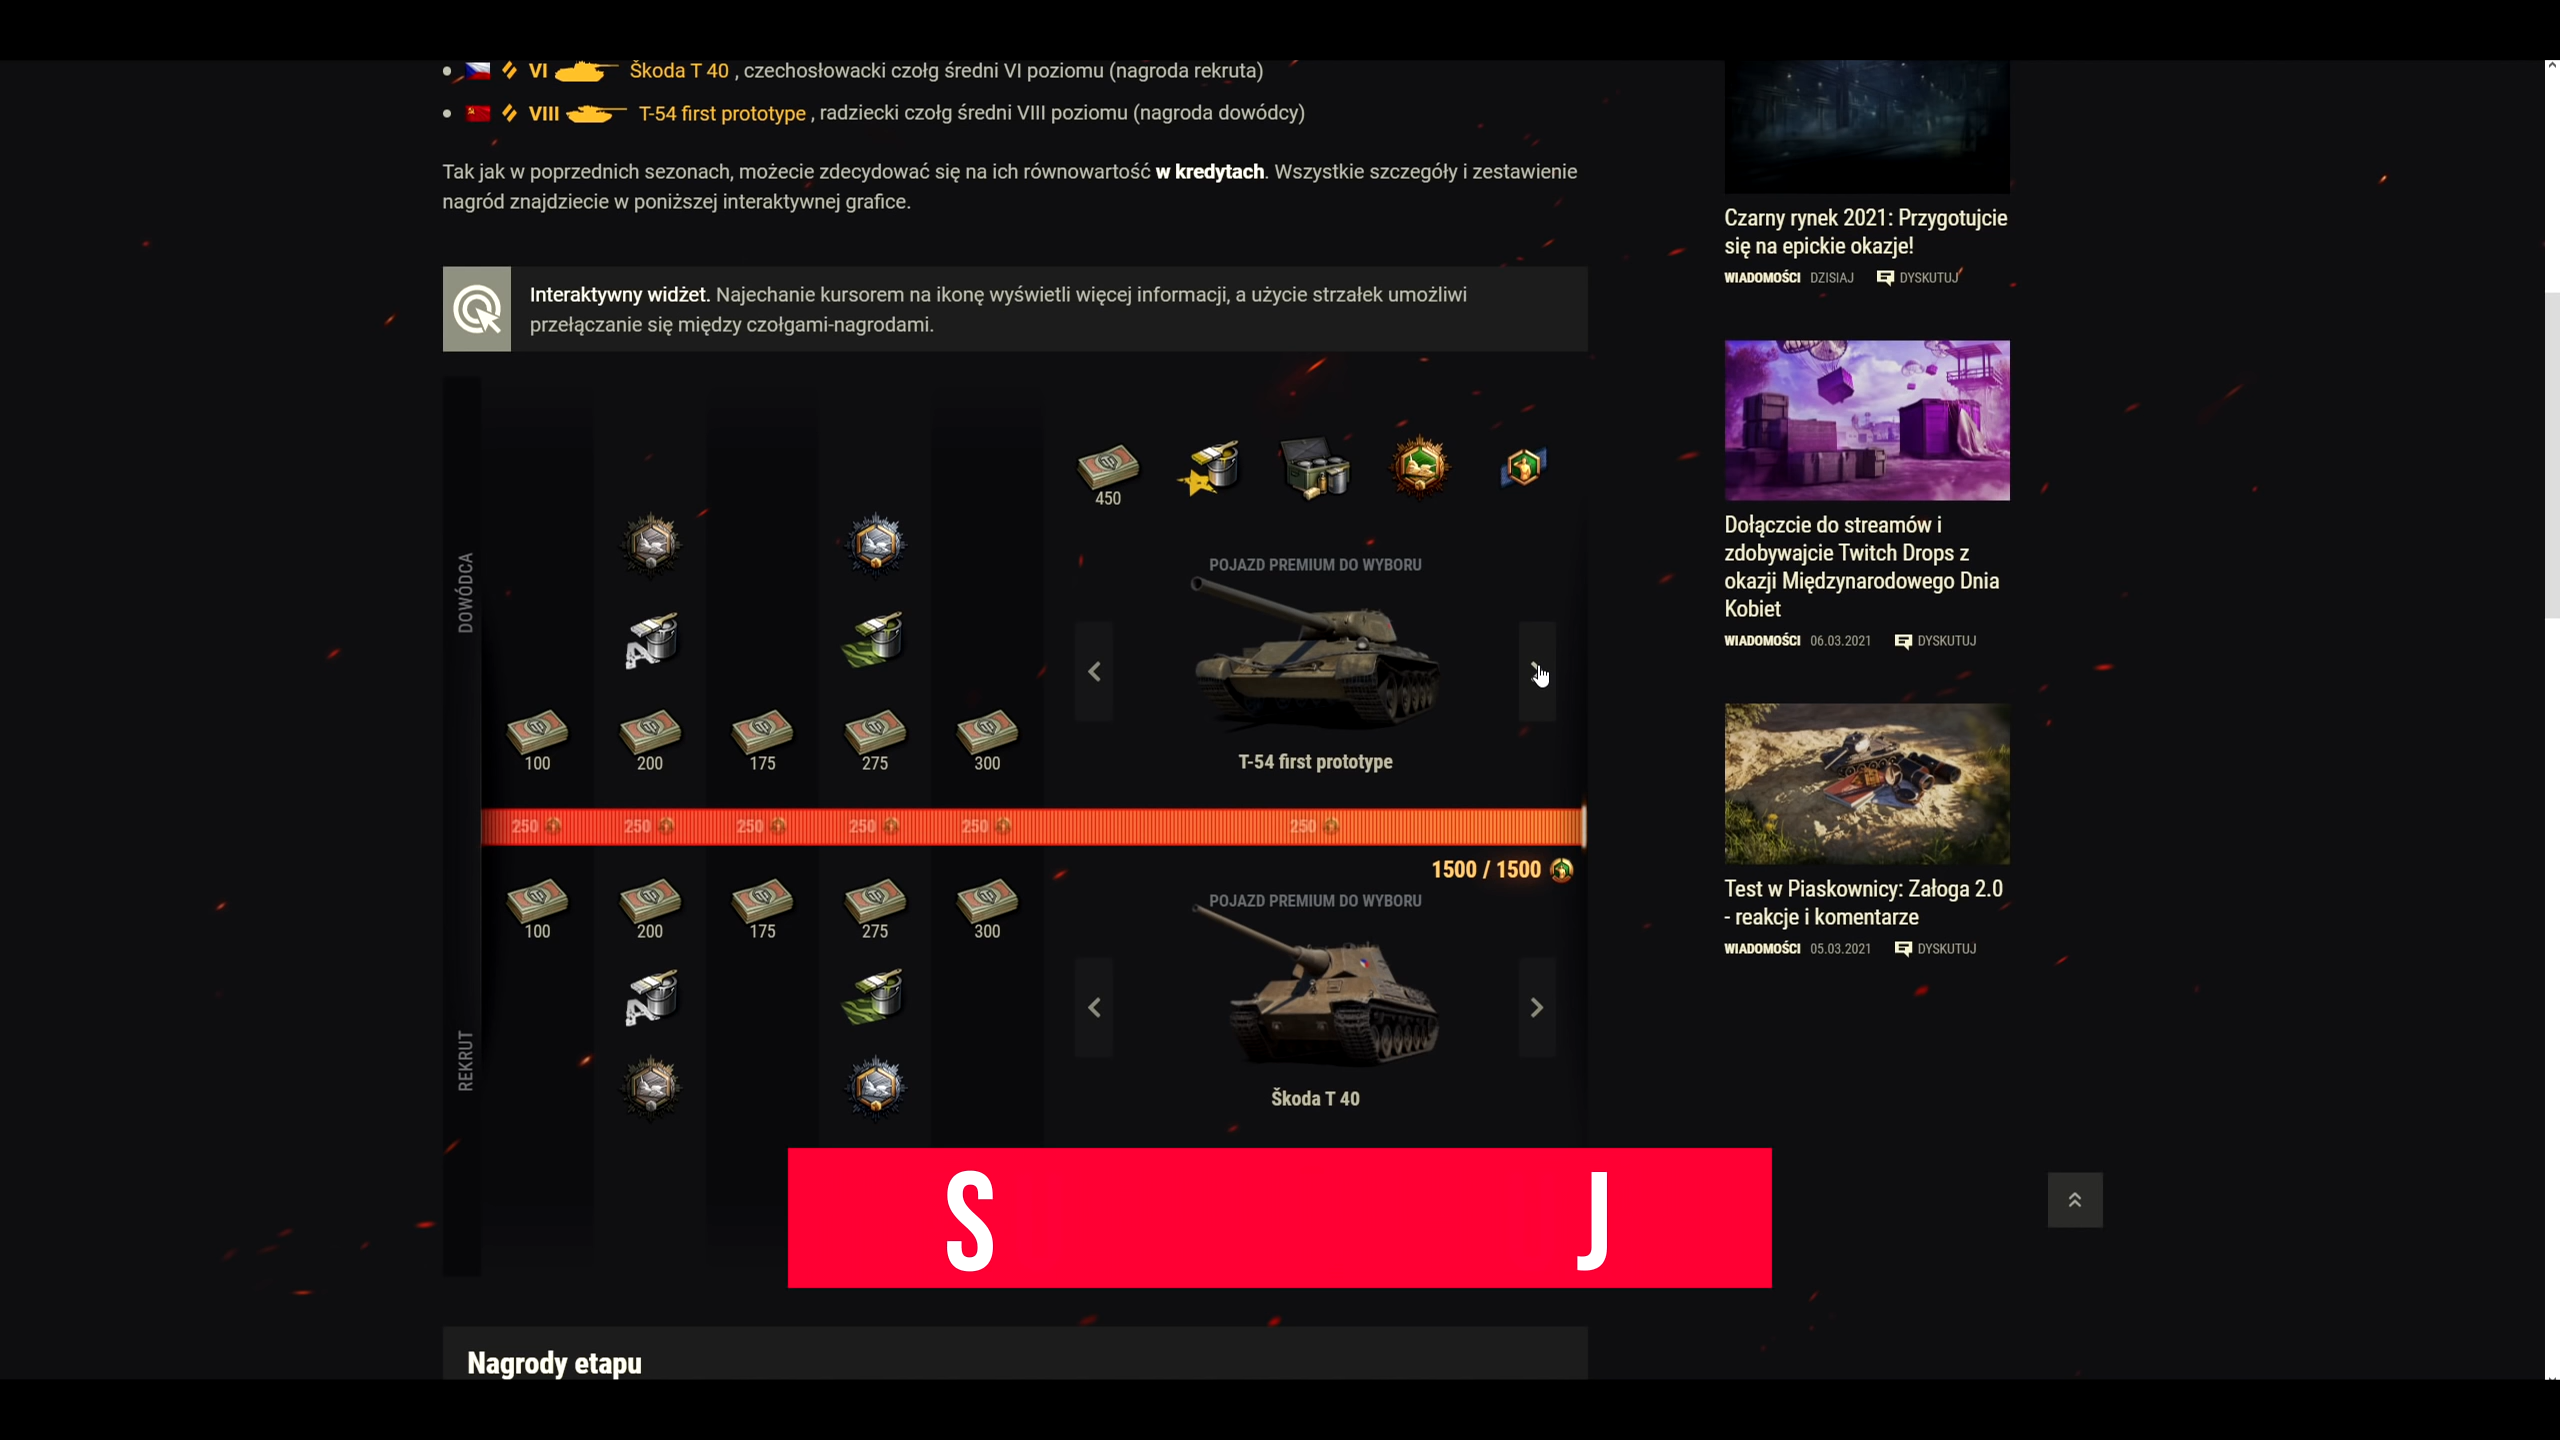 VI Škoda T 40 , czechosłowacki czołg średni VI poziomu (nagroda rekruta)
VIII T-54 first prototype , radziecki czołg średni VIII poziomu (nagroda dowódcy)
Tak jak w poprzednich sezonach, możecie zdecydować się na ich równowartość w kredytach. Wszystkie szczegóły i zestawienie
nagród znajdziecie w poniższej interaktywnej grafice.
Interaktywny widżet. Najechanie kursorem na ikonę wyświetli więcej informacji, a użycie strzałek umożliwi
przełączanie się między czołgami-nagrodami.
DOWÓDCA
450
POJAZD PREMIUM DO WYBORU
100 200 175 275 300
T-54 first prototype
250 250 250 250 250 250
1500 / 1500
POJAZD PREMIUM DO WYBORU
100 200 175 275 300
REKRUT
Škoda T 40
S J
Nagrody etapu
Czarny rynek 2021: Przygotujcie
się na epickie okazje!
WIADOMOŚCI DZISIAJ DYSKUTUJ
Dołączcie do streamów i
zdobywajcie Twitch Drops z
okazji Międzynarodowego Dnia
Kobiet
WIADOMOŚCI 06.03.2021 DYSKUTUJ
Test w Piaskownicy: Załoga 2.0
- reakcje i komentarze
WIADOMOŚCI 05.03.2021 DYSKUTUJ